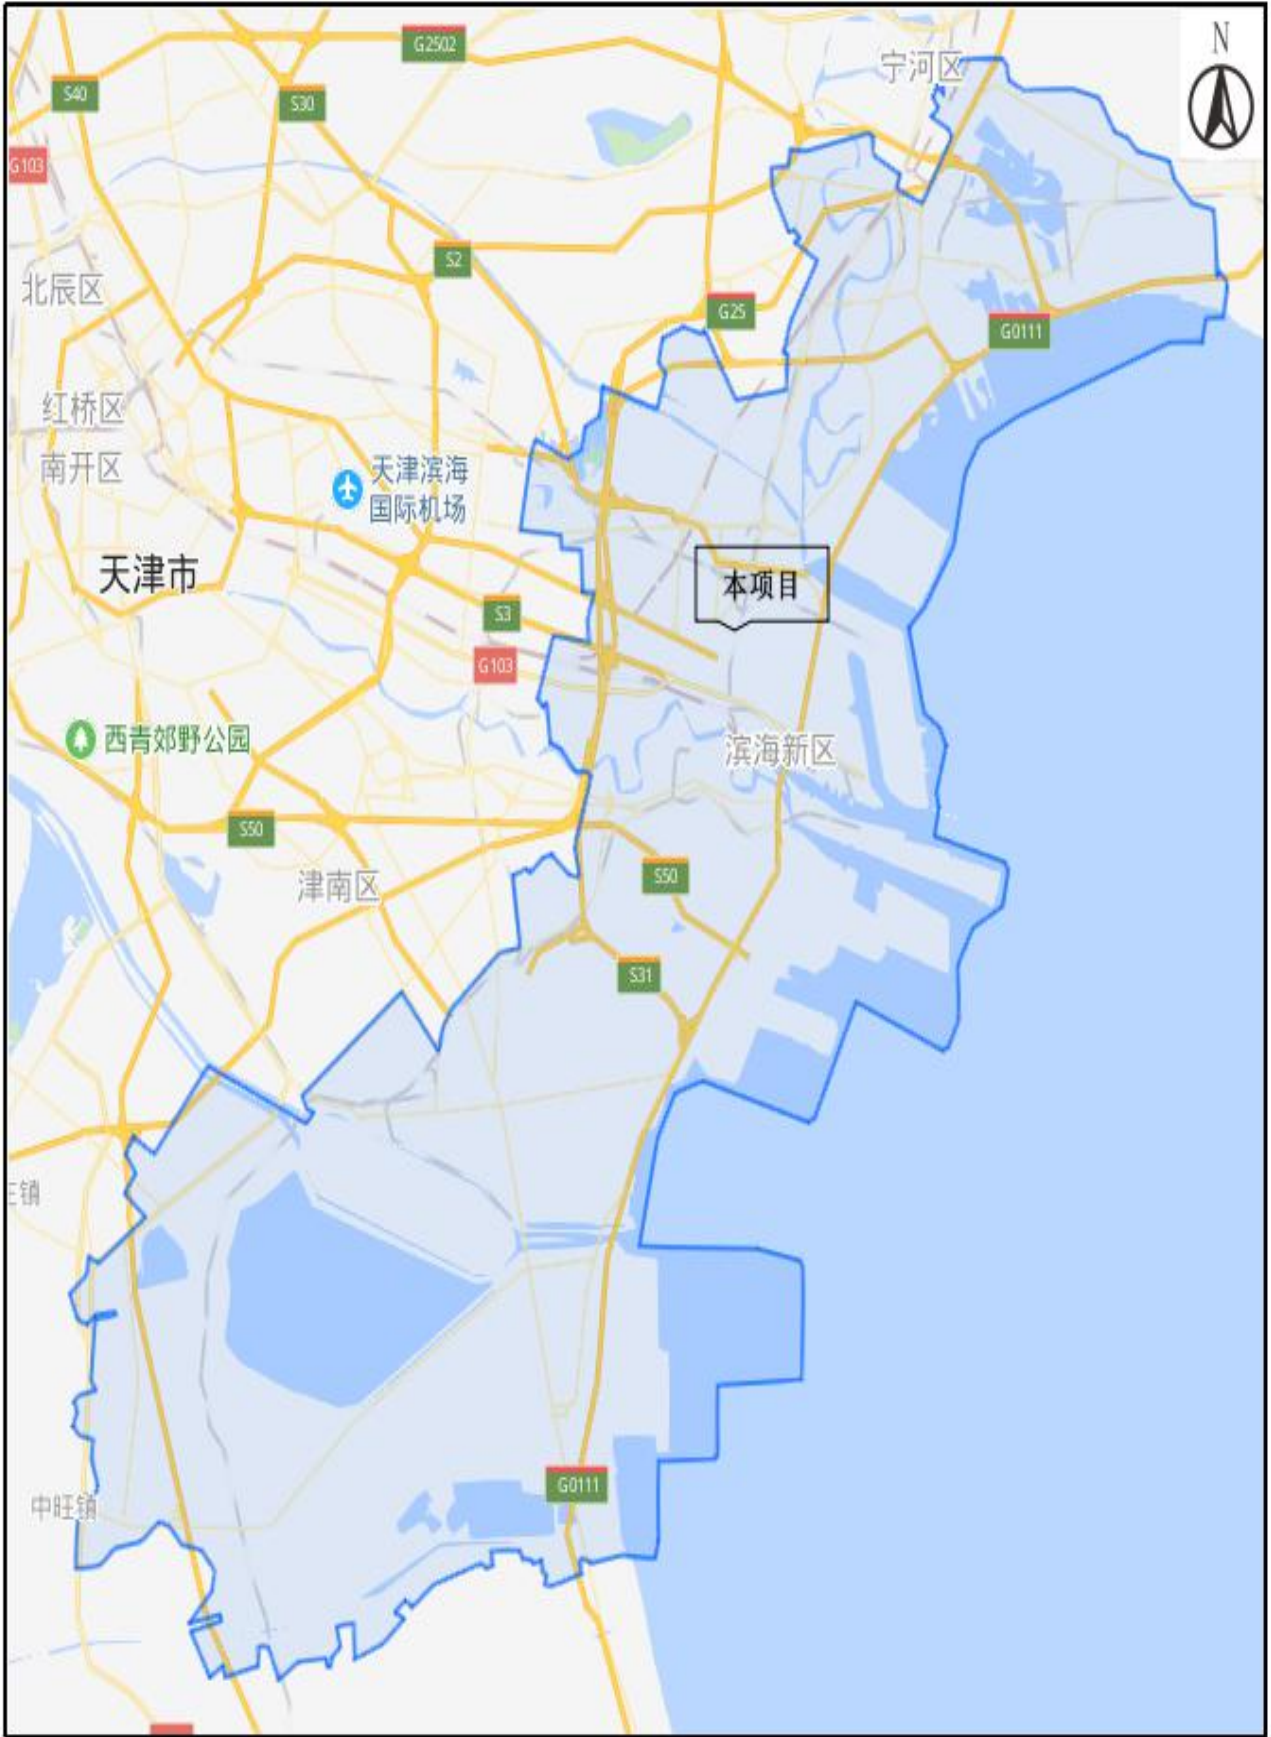 N
宁河区
G2502
S40
S30
G103
S2
北辰区
G25
G0111
红桥区
南开区
天津滨海
国际机场
天津市
本项目
S3
G103
西青郊野公园
滨海新区
S50
津南区
S50
S31
镇
G0111
中旺镇